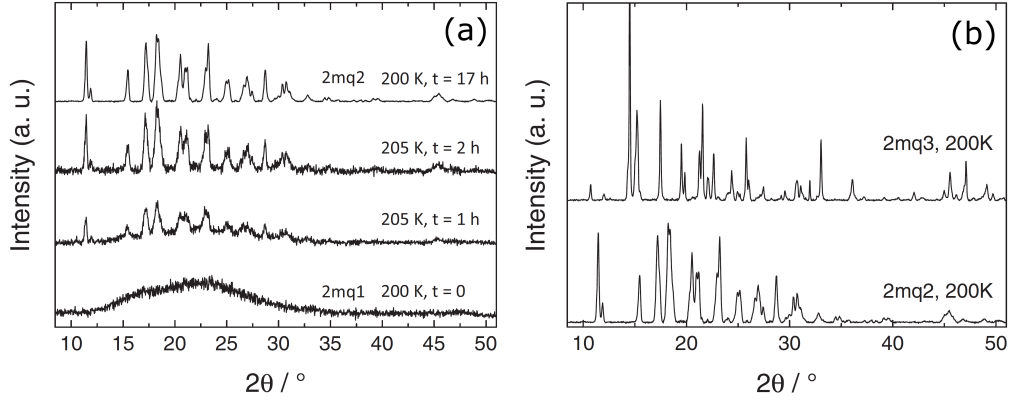 (a)
2mq2 200 K, t = 17 h
205 K, t = 2 h
205 K, t = 1 h
2mq1 200 K, t = 0
Intensity (a. u.)
10 15 20 25 30 35 40 45 50
2θ / °
(b)
2mq3, 200K
2mq2, 200K
Intensity (a. u.)
10 20 30 40 50
2θ / °